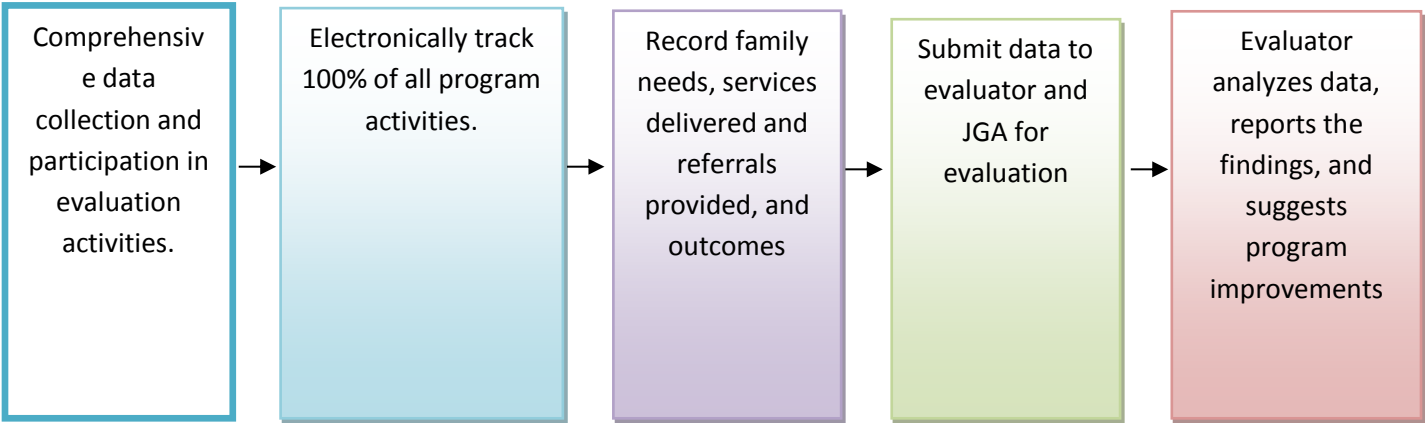 Comprehensiv
e data
collection and
participation in
evaluation
activities.
Electronically track
100% of all program
activities.
Record family
needs, services
delivered and
referrals
provided, and
outcomes
Submit data to
evaluator and
JGA for
evaluation
Evaluator
analyzes data,
reports the
findings, and
suggests
program
improvements